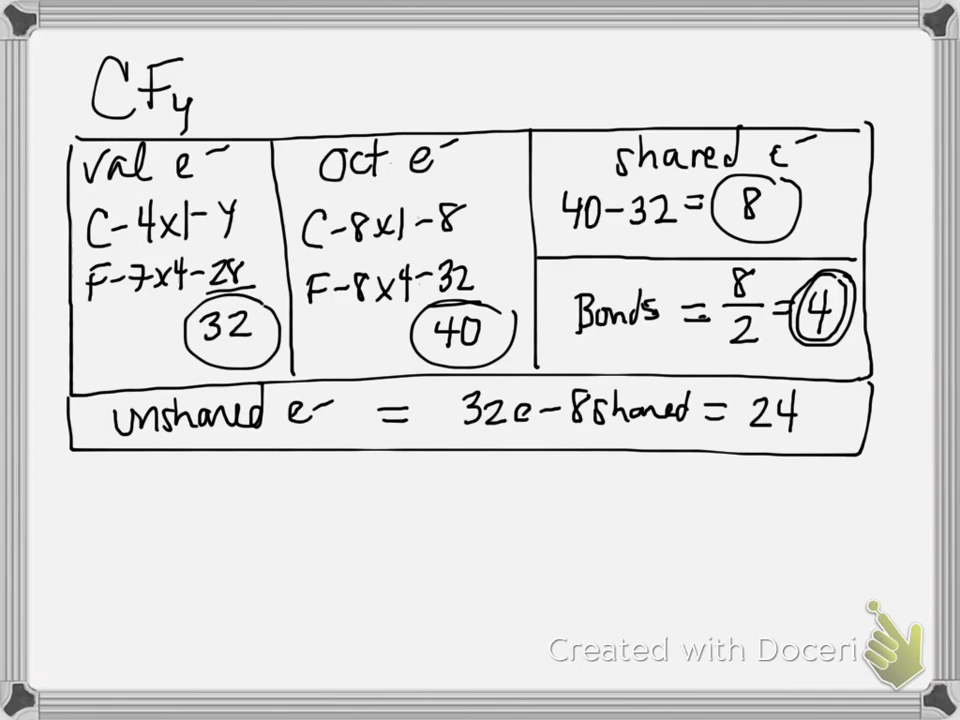 CF4
val e-
C-4x1-4
F-7x4-28
32
Oct e-
C-8x1-8
F-8x4-32
40
shared e-
40-32=8
Bonds = 8/2 = 4
unshared e- = 32e-8shared = 24
Created with Doceri